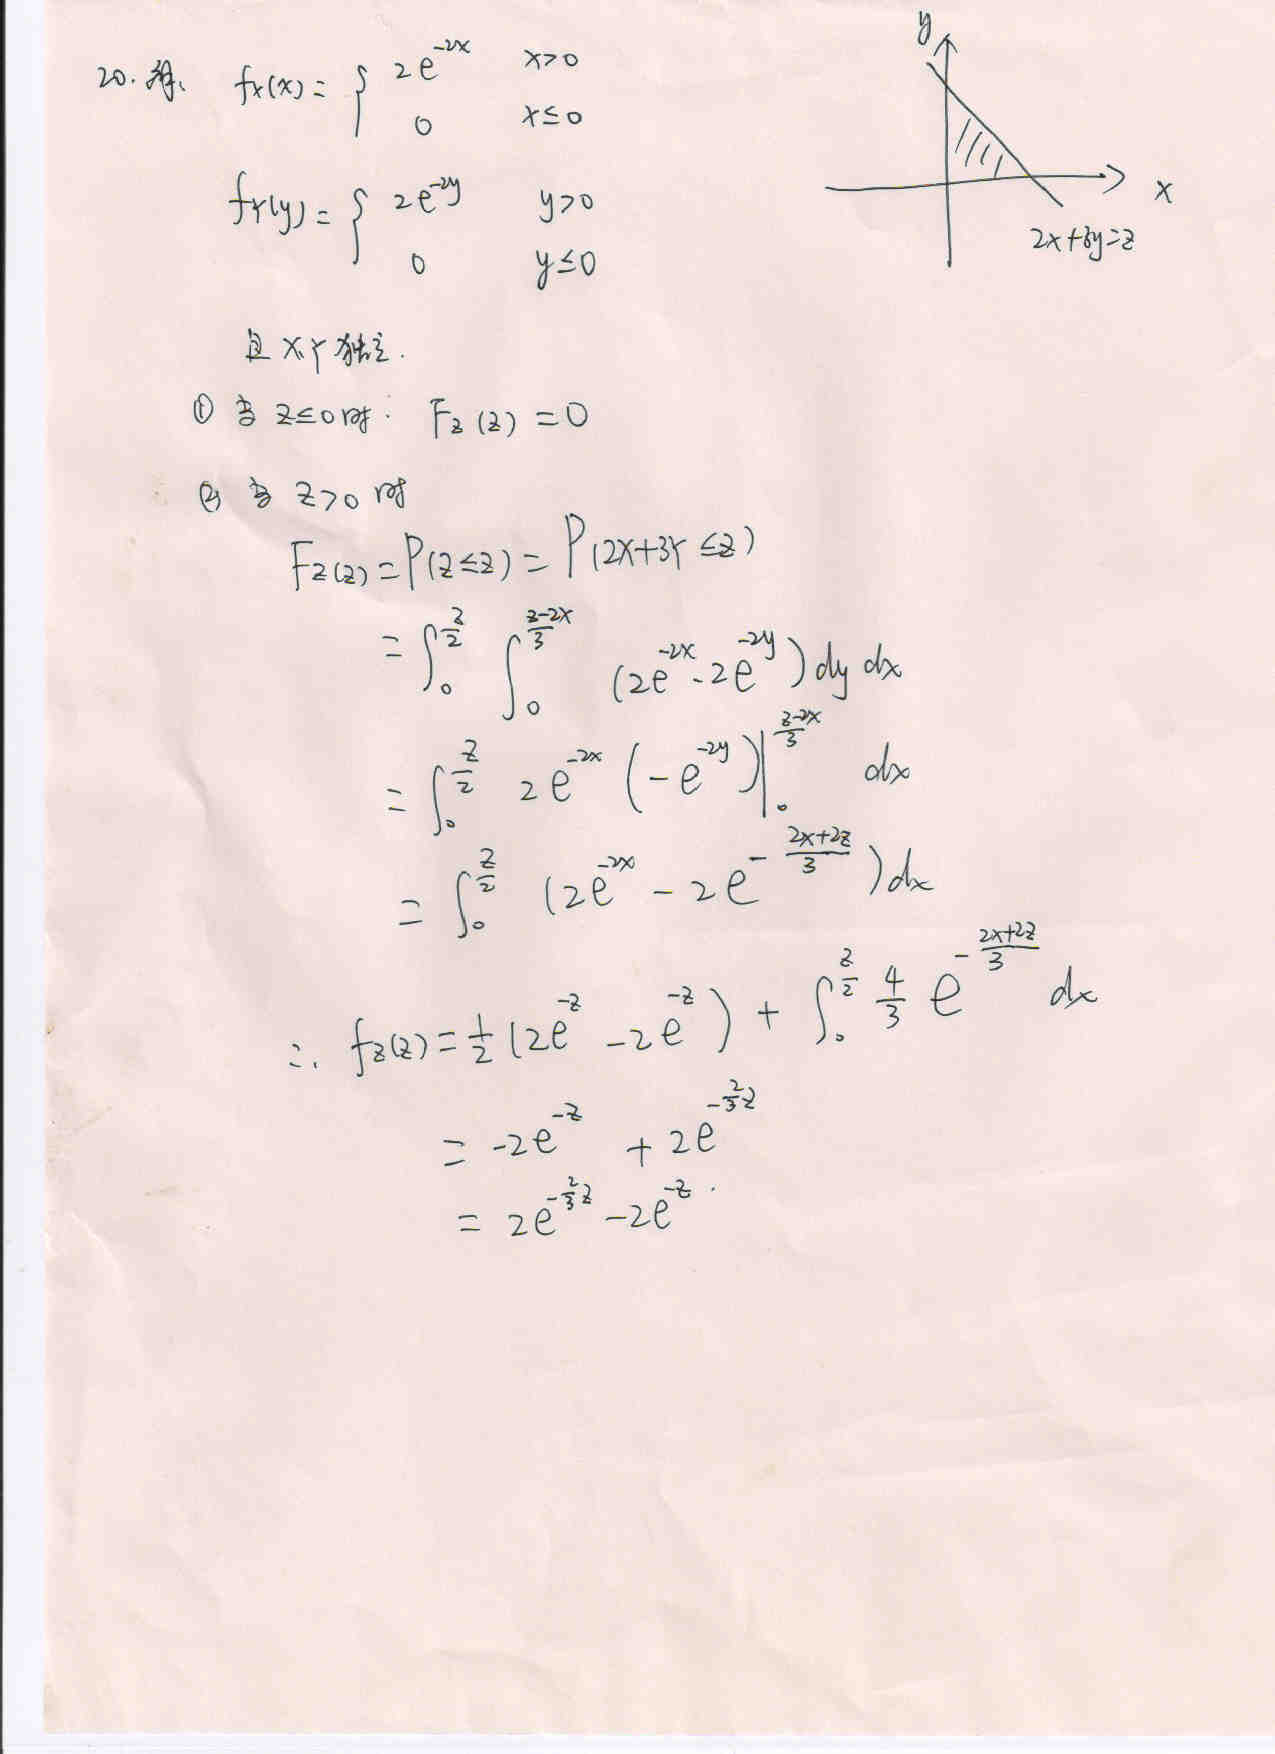 20.解、 fx(x) = { 2e^{-2x} x>0
0 x≤0
fY(y) = { 2e^{-2y} y>0
0 y≤0
y
x
2x+3y=z
且 X、Y 独立.
① 当 z≤0时: Fz(z) = 0
② 当 z>0 时
Fz(z) = P(z≤z) = P(2X+3Y≤z)
= ∫_0^{z/2} ∫_0^{(z-2x)/3} (2e^{-2x}·2e^{-2y}) dy dx
= ∫_0^{z/2} 2e^{-2x} (-e^{-2y})|_0^{(z-2x)/3} dx
= ∫_0^{z/2} (2e^{-2x} - 2e^{-(2x+2z)/3}) dx
∴ fz(z) = 1/2 (2e^{-z} - 2e^{-z}) + ∫_0^{z/2} 4/3 e^{-(2x+2z)/3} dx
= -2e^{-z} + 2e^{-2/3 z}
= 2e^{-2/3 z} - 2e^{-z}.